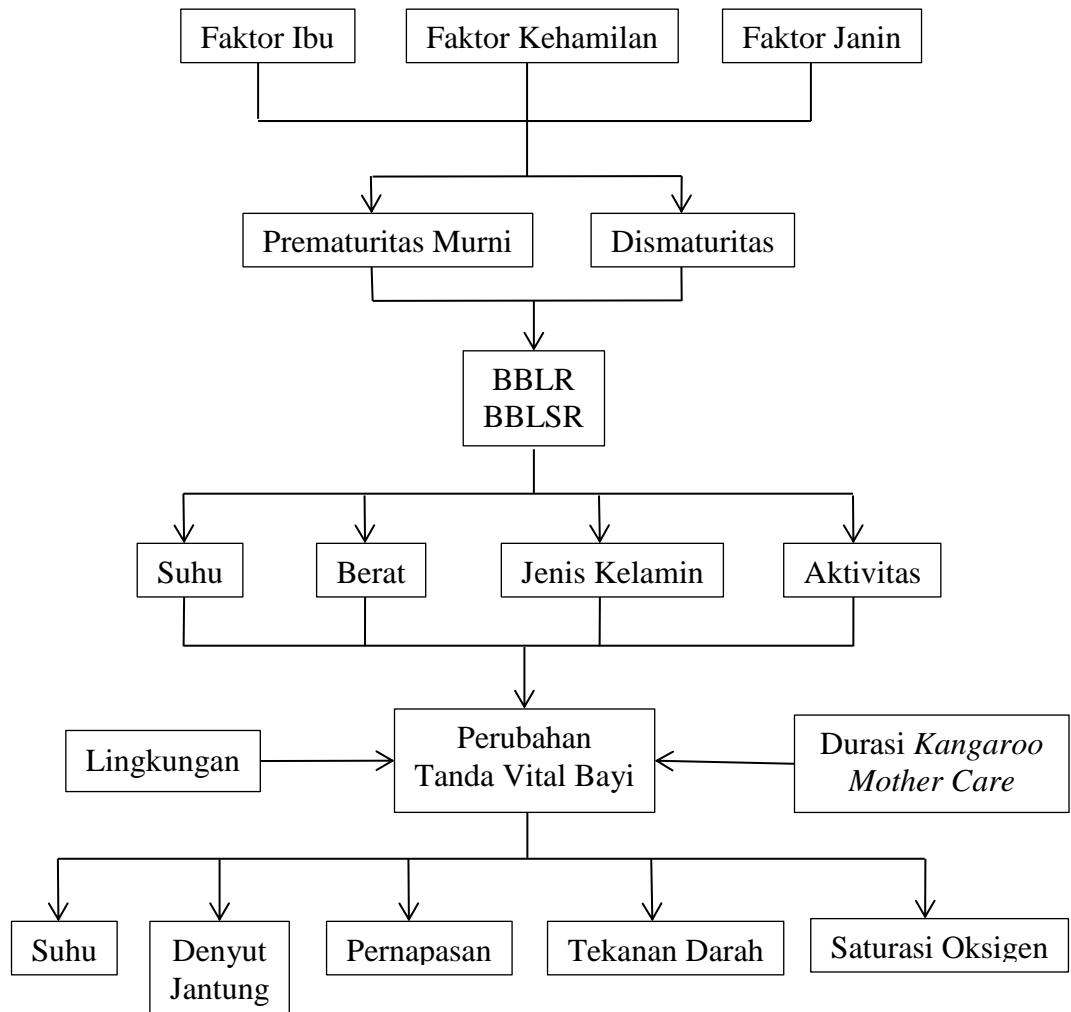 Faktor Ibu
Faktor Kehamilan
Faktor Janin
Prematuritas Murni
Dismaturitas
BBLR
BBLSR
Suhu
Berat
Jenis Kelamin
Aktivitas
Lingkungan
Perubahan
Tanda Vital Bayi
Durasi Kangaroo
Mother Care
Suhu
Denyut
Jantung
Pernapasan
Tekanan Darah
Saturasi Oksigen